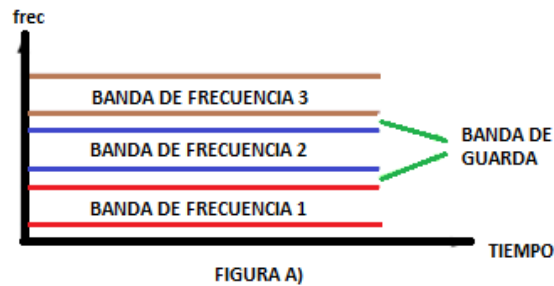 frec
BANDA DE FRECUENCIA 3
BANDA DE FRECUENCIA 2
BANDA DE FRECUENCIA 1
BANDA DE
GUARDA
TIEMPO
FIGURA A)